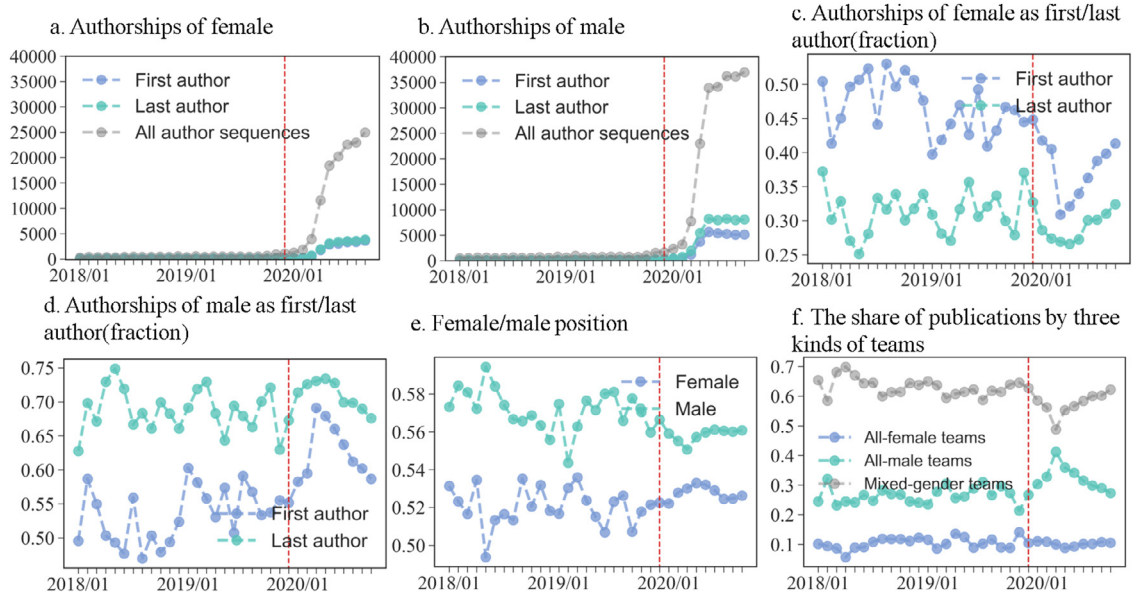 a. Authorships of female
40000
35000
30000
25000
20000
15000
10000
5000
0
2018/01
2019/01
2020/01
First author
Last author
All author sequences
b. Authorships of male
40000
35000
30000
25000
20000
15000
10000
5000
0
2018/01
2019/01
2020/01
First author
Last author
All author sequences
c. Authorships of female as first/last
author(fraction)
0.50
0.45
0.40
0.35
0.30
0.25
2018/01
2019/01
2020/01
First author
Last author
d. Authorships of male as first/last
author(fraction)
0.75
0.70
0.65
0.60
0.55
0.50
2018/01
2019/01
2020/01
First author
Last author
e. Female/male position
0.58
0.56
0.54
0.52
0.50
2018/01
2019/01
2020/01
Female
Male
f. The share of publications by three
kinds of teams
0.7
0.6
0.5
0.4
0.3
0.2
0.1
2018/01
2019/01
2020/01
All-female teams
All-male teams
Mixed-gender teams